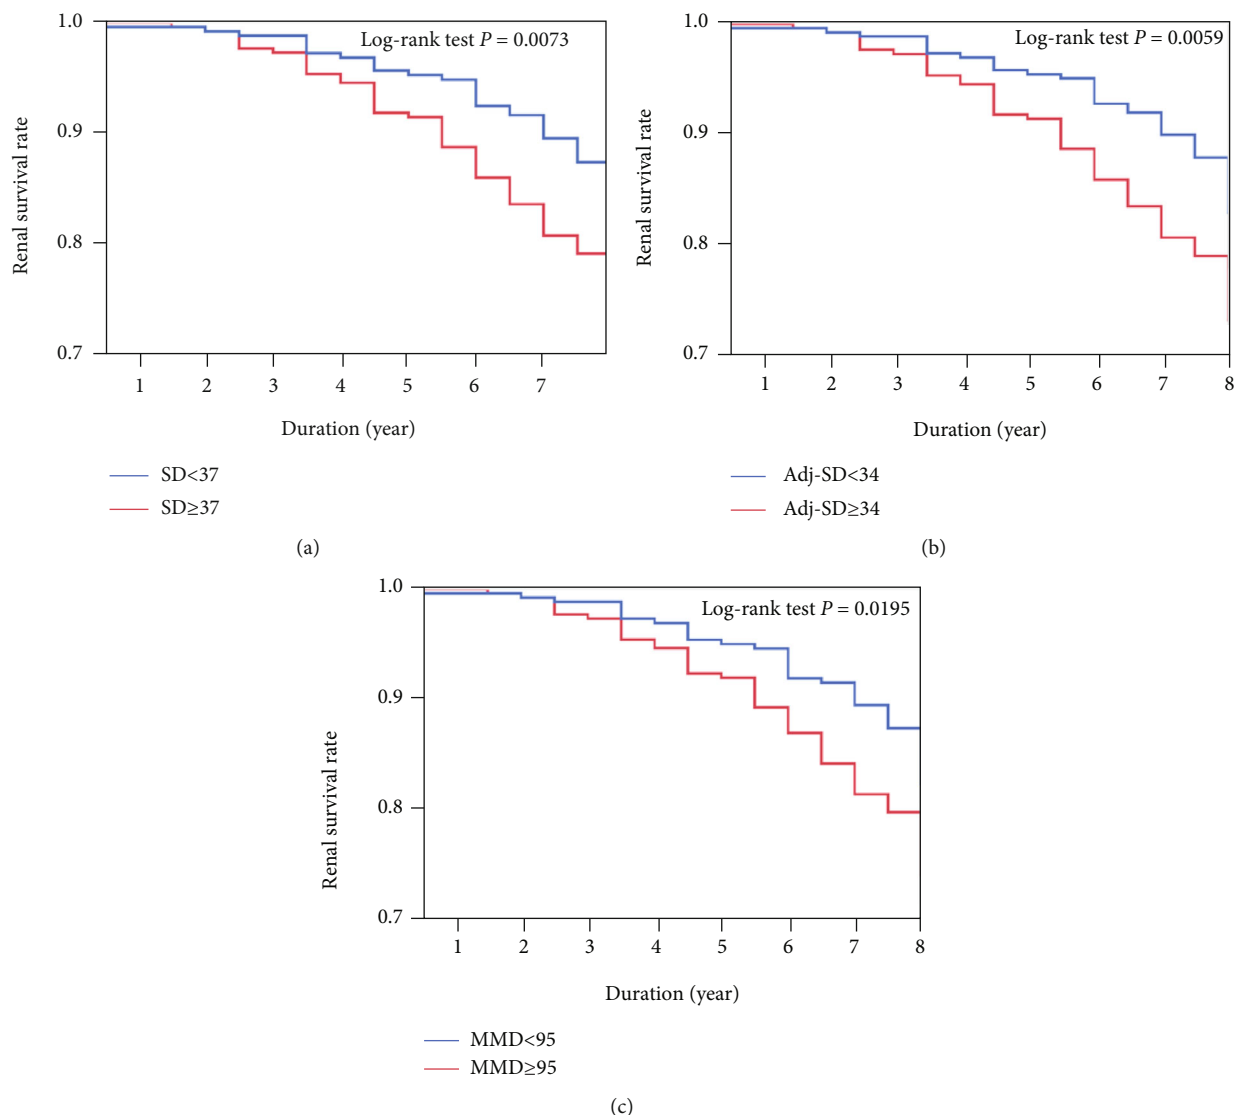 1.0
0.9
0.8
0.7
Renal survival rate
Log-rank test P = 0.0073
1 2 3 4 5 6 7
Duration (year)
SD<37
SD≥37
(a)
1.0
0.9
0.8
0.7
Renal survival rate
Log-rank test P = 0.0059
1 2 3 4 5 6 7 8
Duration (year)
Adj-SD<34
Adj-SD≥34
(b)
1.0
0.9
0.8
0.7
Renal survival rate
Log-rank test P = 0.0195
1 2 3 4 5 6 7 8
Duration (year)
MMD<95
MMD≥95
(c)